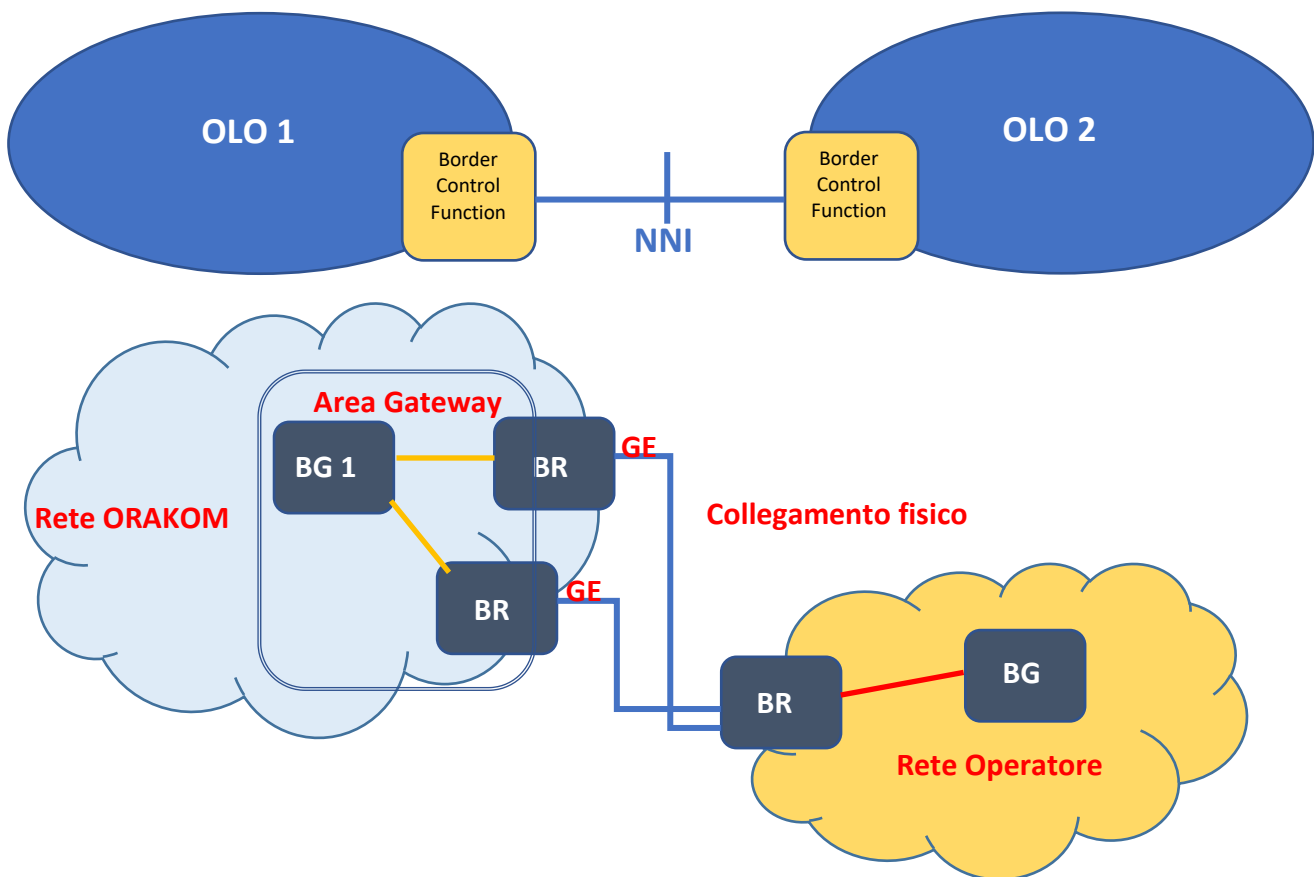 OLO 1
OLO 2
Border
Control
Function
Border
Control
Function
NNI
Area Gateway
BG 1
BR
GE
Rete ORAKOM
Collegamento fisico
BR
GE
BR
BG
Rete Operatore